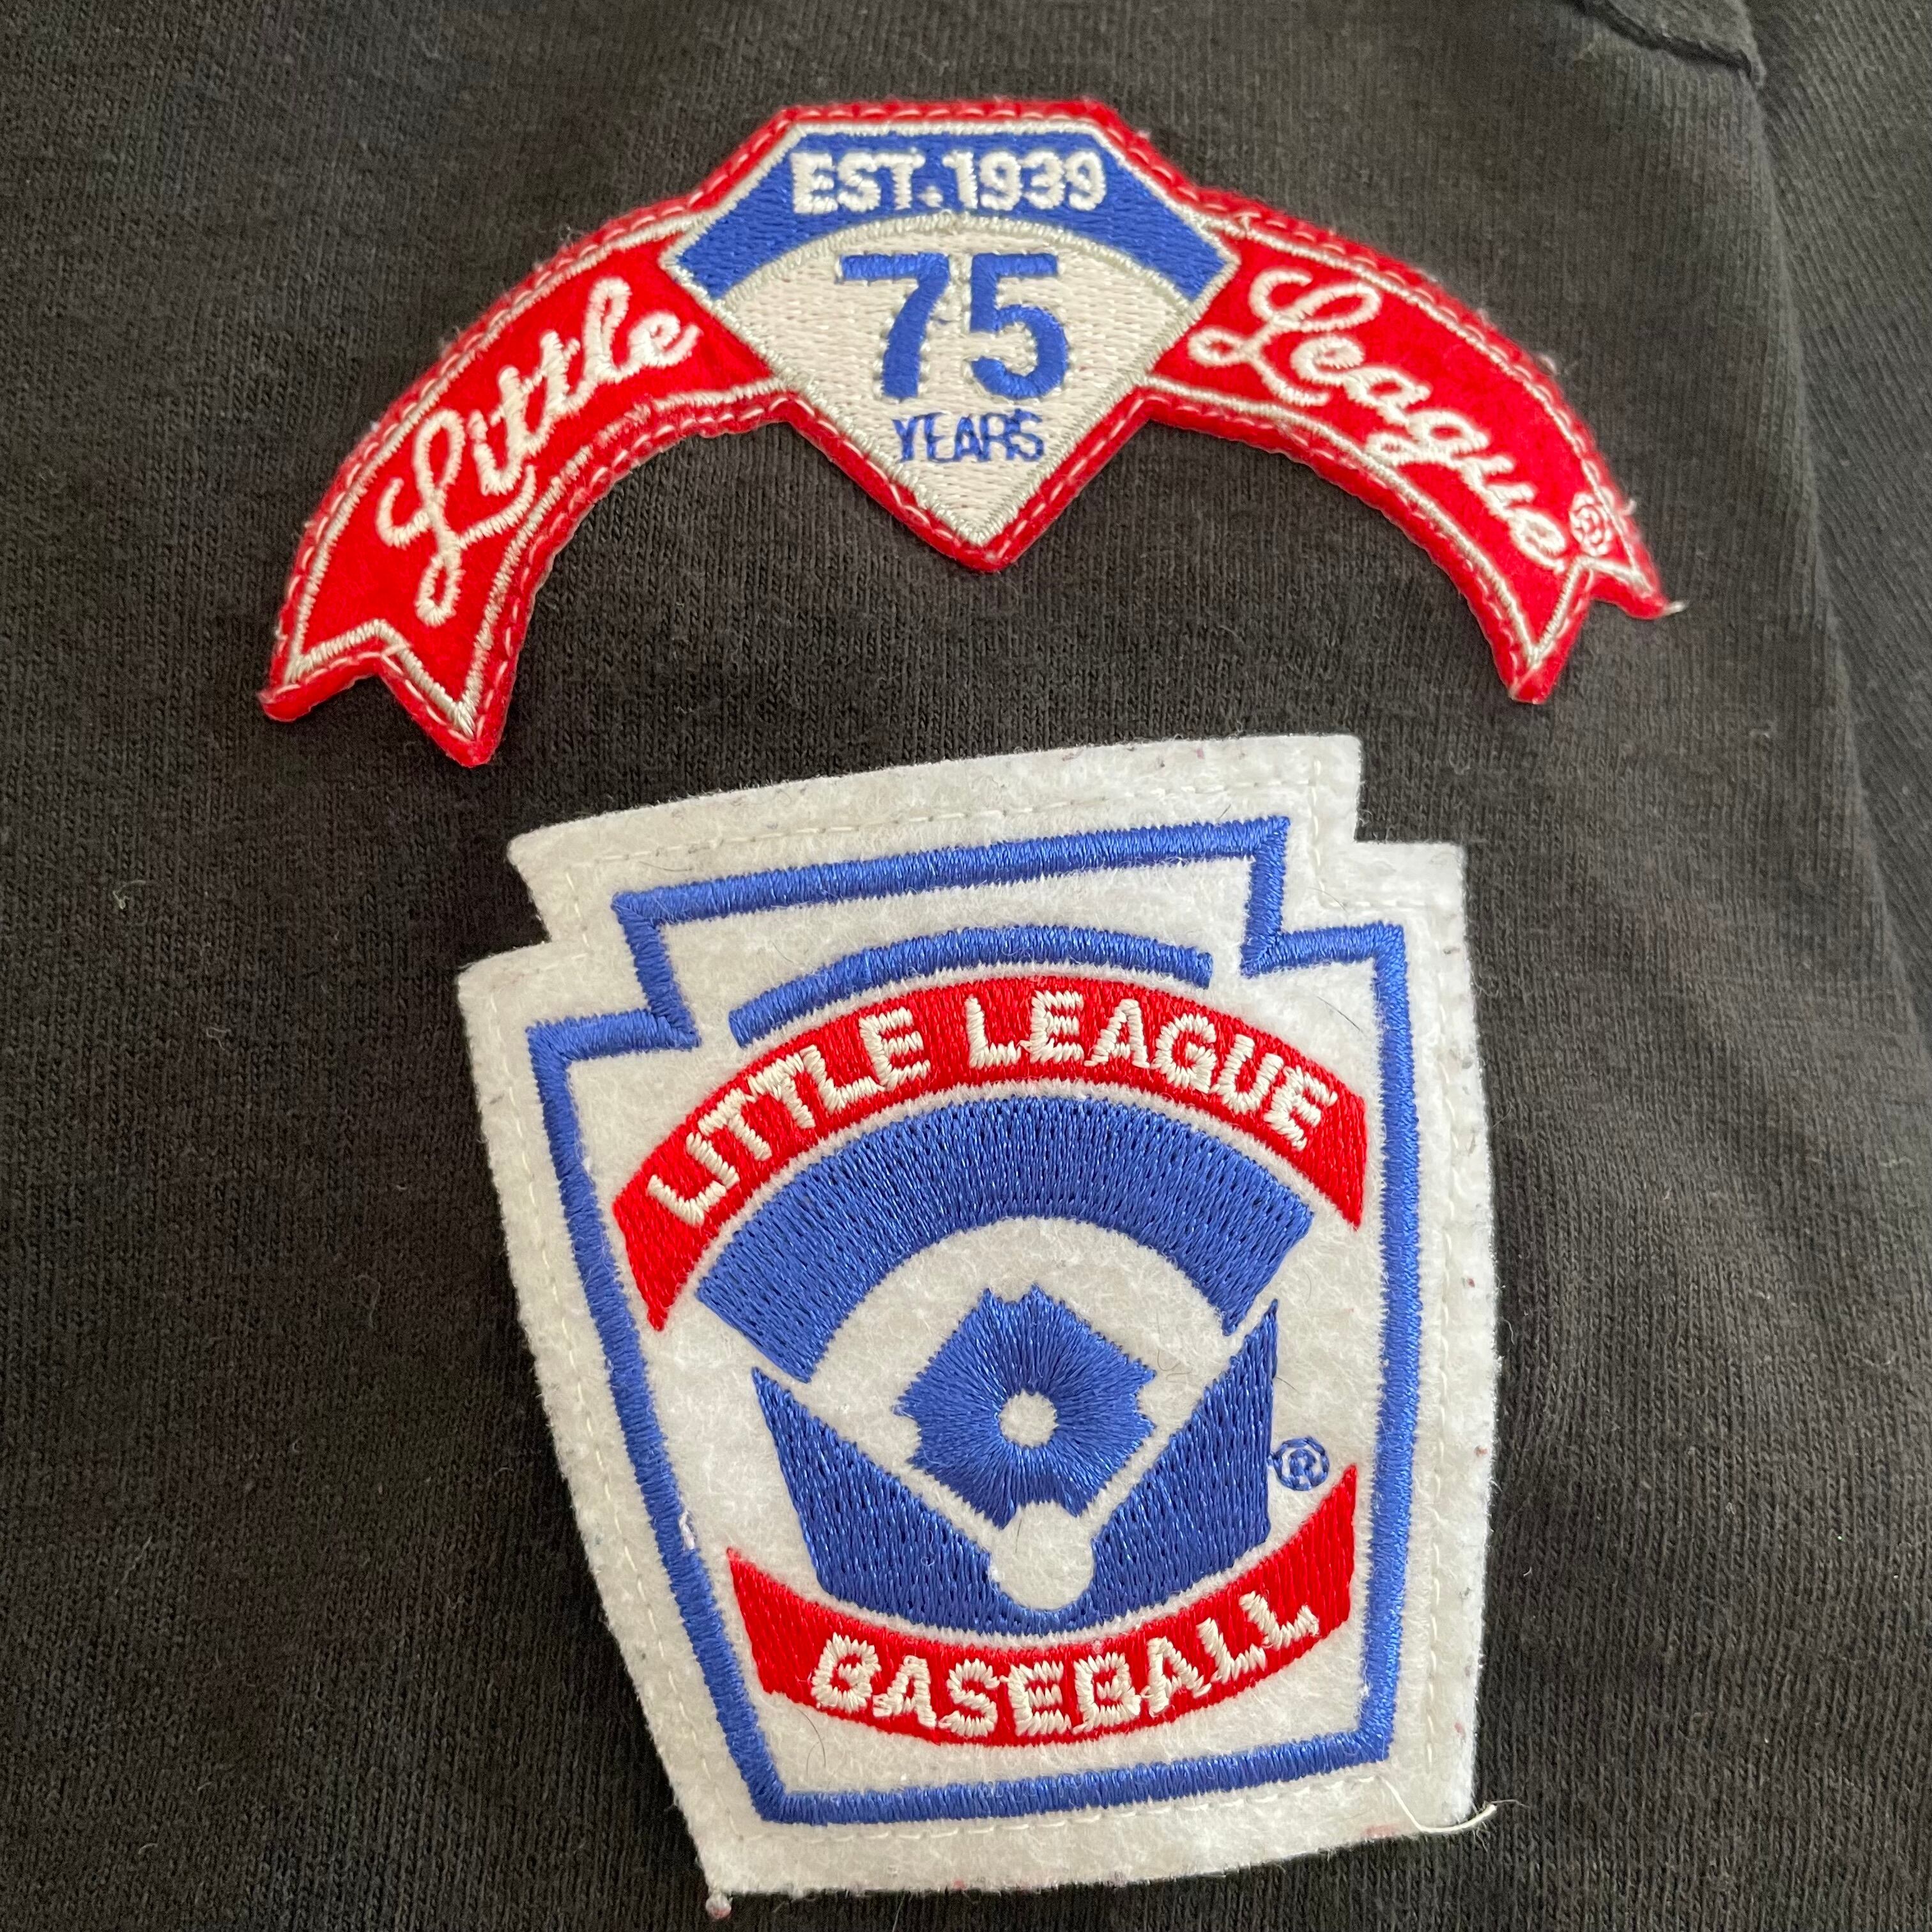 EST. 1939
Little 75 League®
YEARS
LITTLE LEAGUE
®
BASEBALL